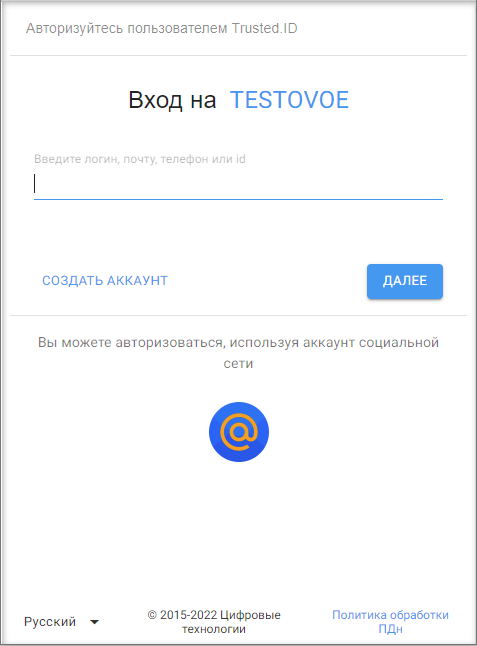 Авторизуйтесь пользователем Trusted.ID
Вход на TESTOVOE
Введите логин, почту, телефон или id
СОЗДАТЬ АККАУНТ
ДАЛЕЕ
Вы можете авторизоваться, используя аккаунт социальной
сети
Русский
© 2015-2022 Цифровые
технологии
Политика обработки
ПДн